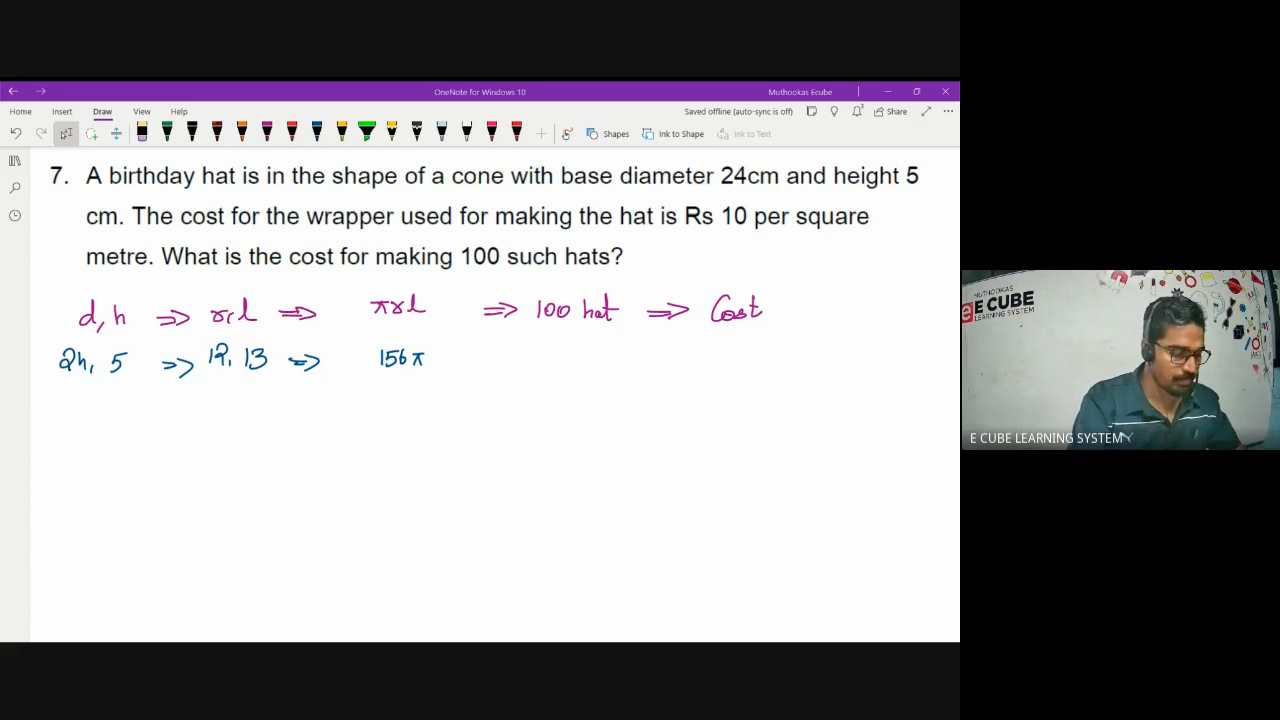 OneNote for Windows 10
Muthookas Ecube
Home Insert Draw View Help
Saved offline (auto-sync is off)
Share
Shapes
Ink to Shape
Ink to Text
7. A birthday hat is in the shape of a cone with base diameter 24cm and height 5
cm. The cost for the wrapper used for making the hat is Rs 10 per square
metre. What is the cost for making 100 such hats?
d, h ⇒ r, l ⇒ πrl ⇒ 100 hat ⇒ Cost
24, 5 ⇒ 12, 13 ⇒ 156π
MUTHOOKAS
e E CUBE
LEARNING SYSTEM
E CUBE LEARNING SYSTEM